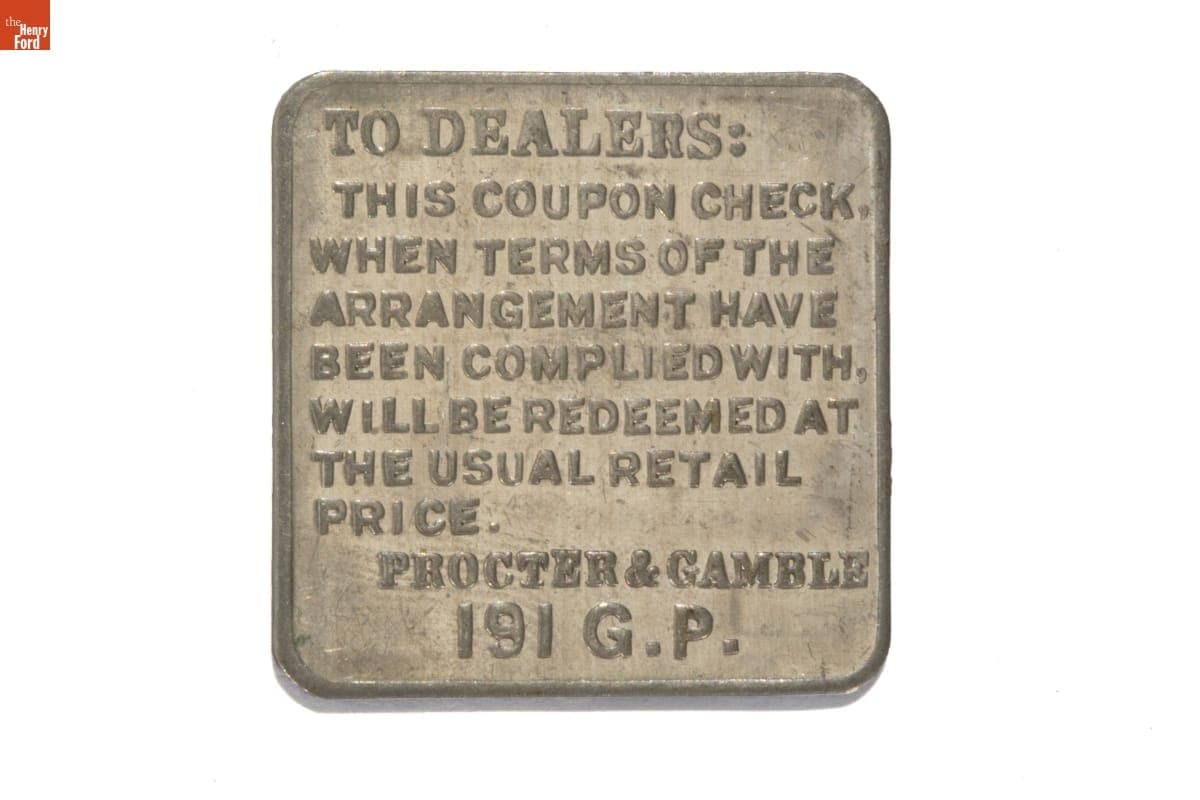 the
Henry
Ford
TO DEALERS:
THIS COUPON CHECK,
WHEN TERMS OF THE
ARRANGEMENT HAVE
BEEN COMPLIED WITH,
WILL BE REDEEMED AT
THE USUAL RETAIL
PRICE.
PROCTER & GAMBLE
191 G.P.